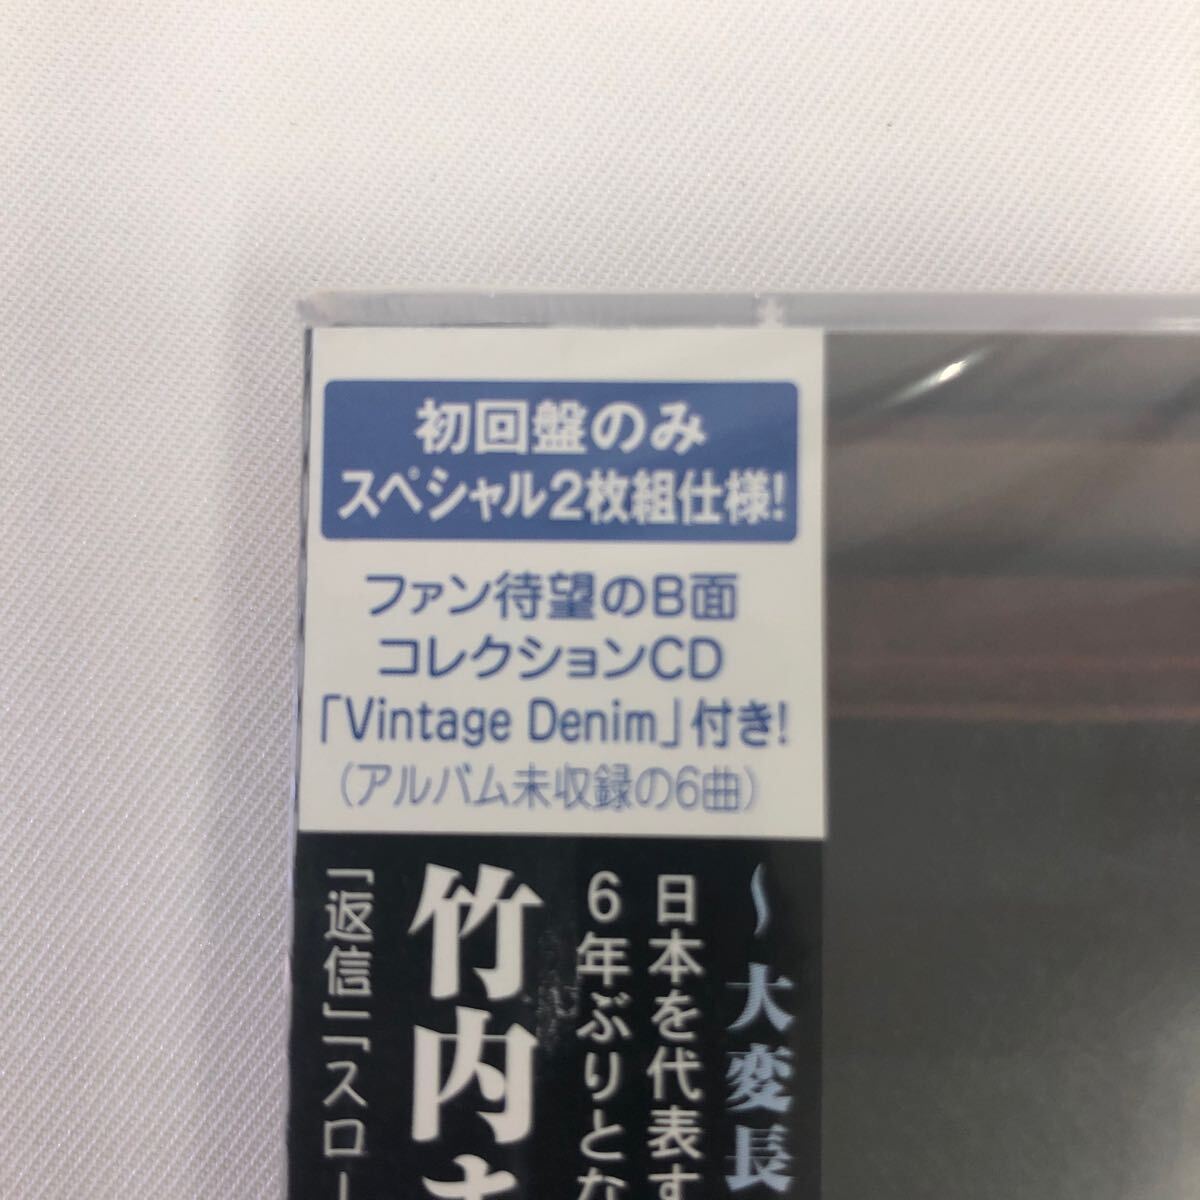 初回盤のみ
スペシャル2枚組仕様!
ファン待望のB面
コレクションCD
「Vintage Denim」付き!
(アルバム未収録の6曲)
〜大変長
日本を代表す
6年ぶりとな
竹内ま
「返信」「スロー